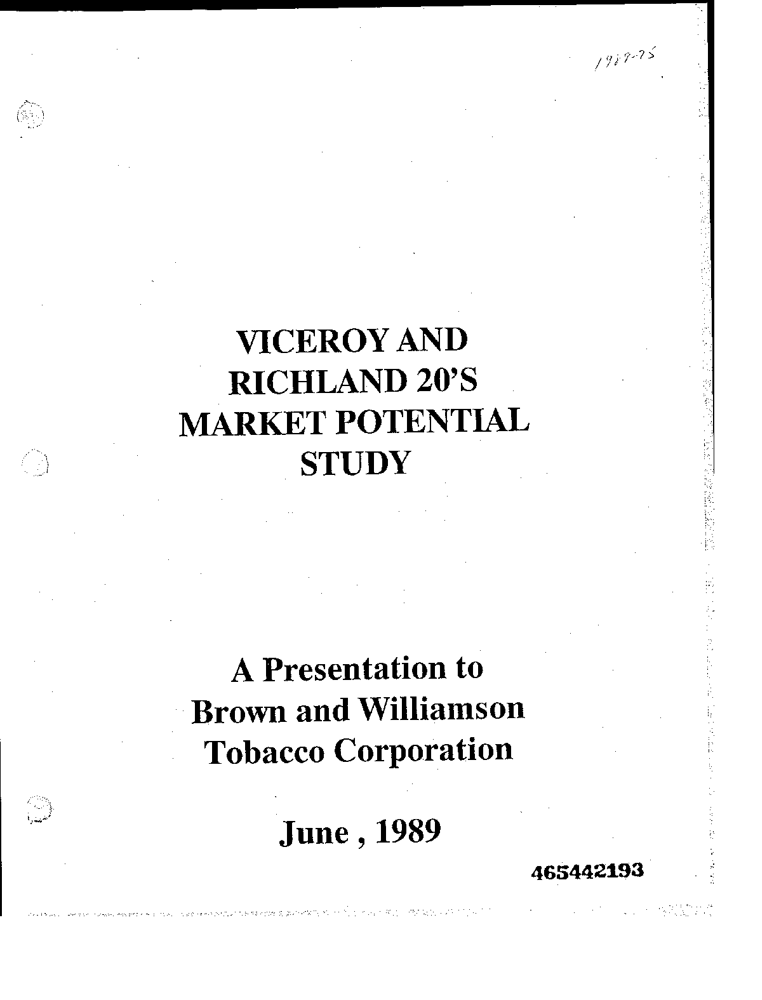 1989-75
VICEROY AND
RICHLAND 20'S
MARKET POTENTIAL
STUDY
A Presentation to
Brown and Williamson
Tobacco Corporation
June , 1989
465442193